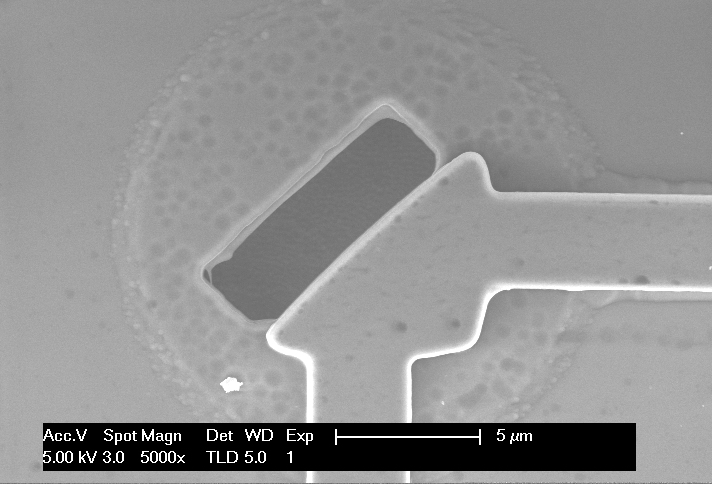 Acc.V Spot Magn Det WD Exp 5 µm
5.00 kV 3.0 5000x TLD 5.0 1